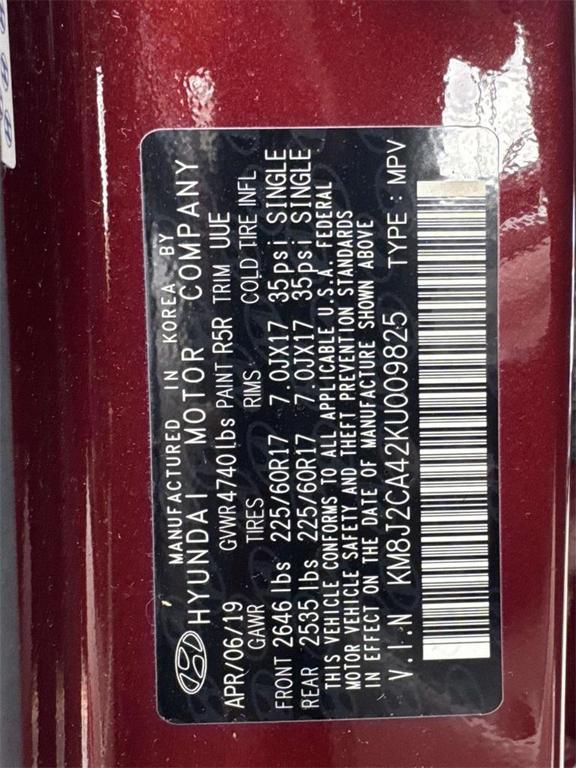 MANUFACTURED IN KOREA BY
HYUNDAI MOTOR COMPANY
APR/06/19 GVWR 4740lbs PAINT R5R TRIM UUE
GAWR TIRES RIMS COLD TIRE INFL
FRONT 2646 lbs 225/60R17 7.0JX17 35psi SINGLE
REAR 2535 lbs 225/60R17 7.0JX17 35psi SINGLE
THIS VEHICLE CONFORMS TO ALL APPLICABLE U.S.A. FEDERAL
MOTOR VEHICLE SAFETY AND THEFT PREVENTION STANDARDS
IN EFFECT ON THE DATE OF MANUFACTURE SHOWN ABOVE
V.I.N KM8J2CA42KU009825 TYPE : MPV